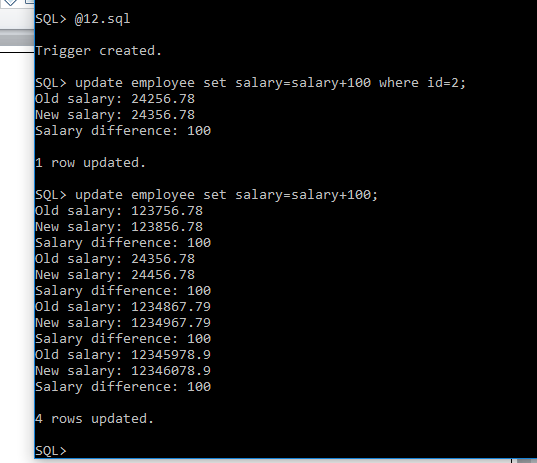 SQL> @12.sql
Trigger created.
SQL> update employee set salary=salary+100 where id=2;
Old salary: 24256.78
New salary: 24356.78
Salary difference: 100
1 row updated.
SQL> update employee set salary=salary+100;
Old salary: 123756.78
New salary: 123856.78
Salary difference: 100
Old salary: 24356.78
New salary: 24456.78
Salary difference: 100
Old salary: 1234867.79
New salary: 1234967.79
Salary difference: 100
Old salary: 12345978.9
New salary: 12346078.9
Salary difference: 100
4 rows updated.
SQL>